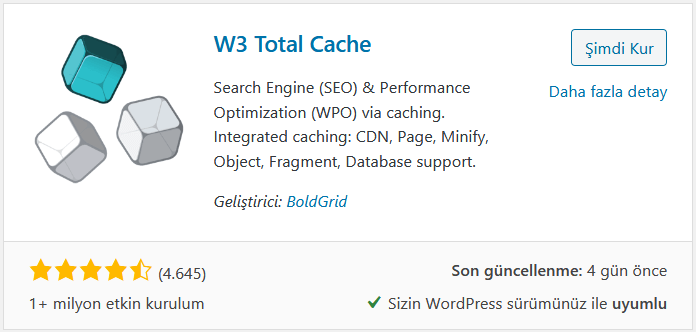 W3 Total Cache
Şimdi Kur
Search Engine (SEO) & Performance
Daha fazla detay
Optimization (WPO) via caching.
Integrated caching: CDN, Page, Minify,
Object, Fragment, Database support.
Geliştirici: BoldGrid
(4.645)
Son güncellenme: 4 gün önce
1+ milyon etkin kurulum
Sizin WordPress sürümünüz ile uyumlu